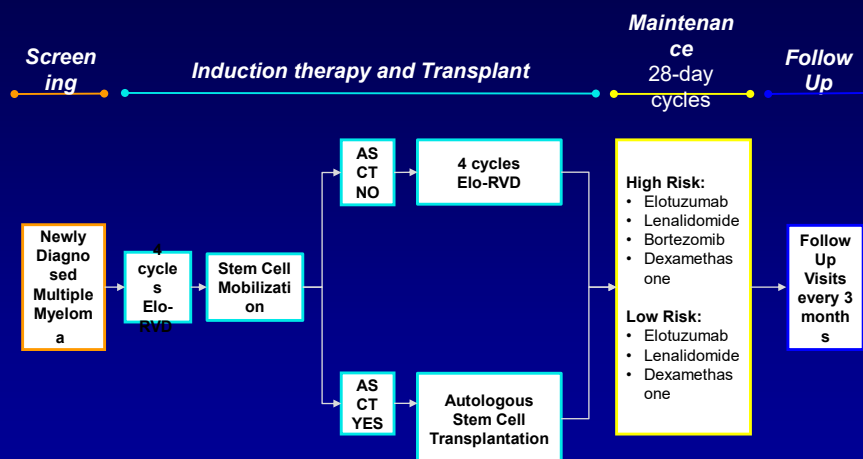 Screen
ing
Induction therapy and Transplant
Maintena
nce
28-day
cycles
Follow
Up
Newly
Diagno
sed
Multiple
Myelom
a
4
cycle
s
Elo-
RVD
Stem Cell
Mobilizati
on
AS
CT
NO
4 cycles
Elo-RVD
AS
CT
YES
Autologous
Stem Cell
Transplantation
High Risk:
• Elotuzumab
• Lenalidomide
• Bortezomib
• Dexamethas
one
Low Risk:
• Elotuzumab
• Lenalidomide
• Dexamethas
one
Follow
Up
Visits
every 3
month
s